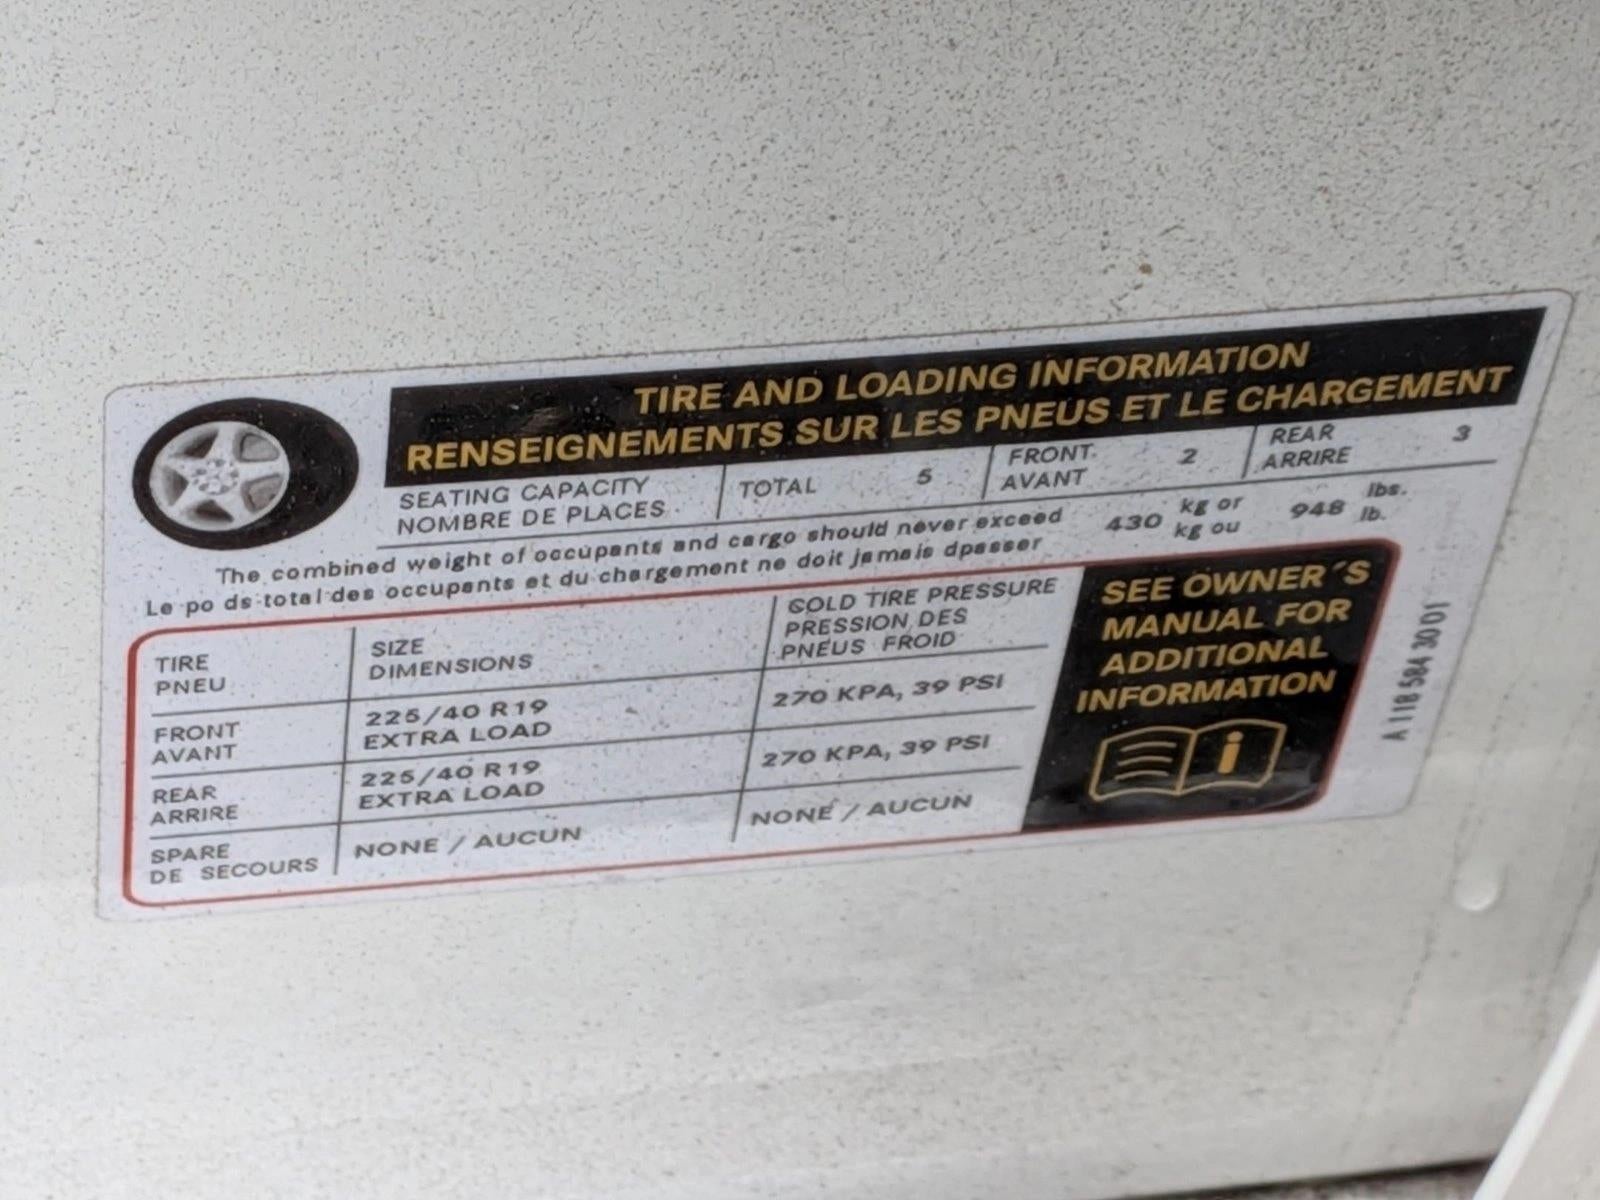 TIRE AND LOADING INFORMATION
RENSEIGNEMENTS SUR LES PNEUS ET LE CHARGEMENT
SEATING CAPACITY
NOMBRE DE PLACES
TOTAL 5
FRONT
AVANT
2
REAR
ARRIRE
3
The combined weight of occupants and cargo should never exceed
Le po ds total des occupants et du chargement ne doit jamais dpasser
430
kg or
kg ou
948
lbs.
lb.
TIRE
PNEU
SIZE
DIMENSIONS
COLD TIRE PRESSURE
PRESSION DES
PNEUS FROID
FRONT
AVANT
225/40 R19
EXTRA LOAD
270 KPA, 39 PSI
REAR
ARRIRE
225/40 R19
EXTRA LOAD
270 KPA, 39 PSI
SPARE
DE SECOURS
NONE / AUCUN
NONE / AUCUN
SEE OWNER´S
MANUAL FOR
ADDITIONAL
INFORMATION
i
A 118 584 30 01